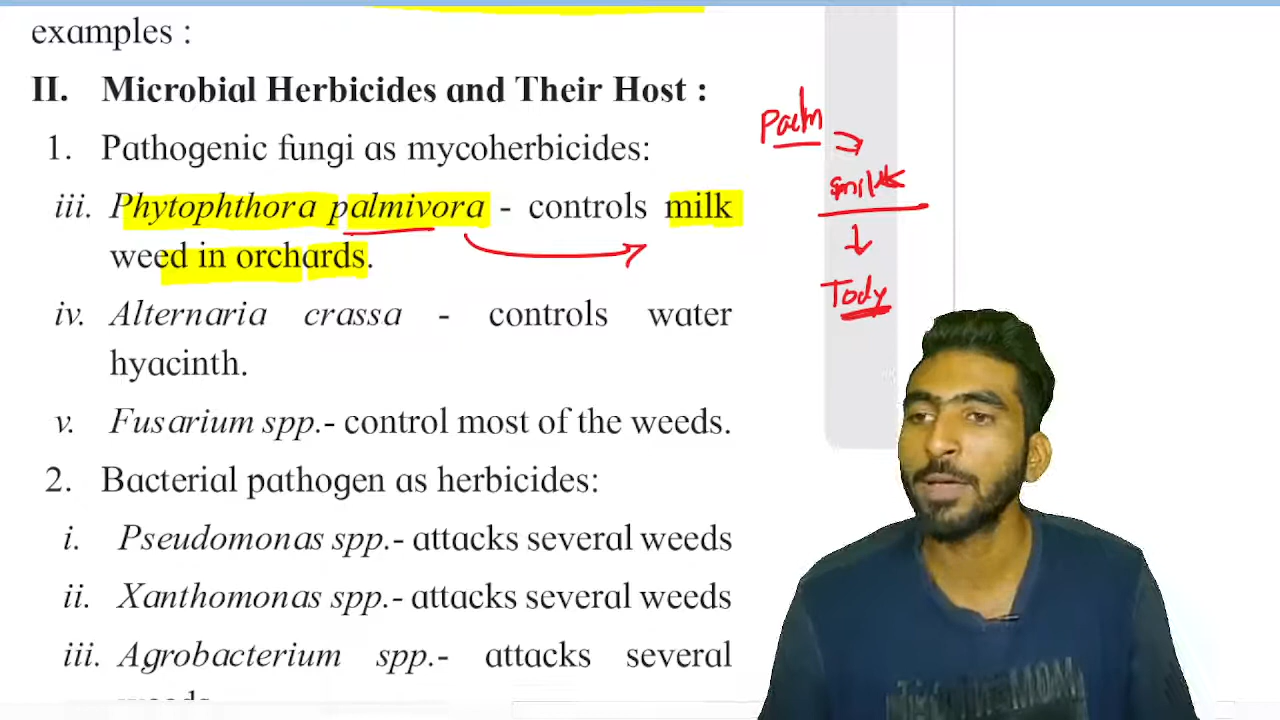 examples :
II. Microbial Herbicides and Their Host :
1. Pathogenic fungi as mycoherbicides:
iii. Phytophthora palmivora - controls milk
weed in orchards.
iv. Alternaria crassa - controls water
hyacinth.
v. Fusarium spp.- control most of the weeds.
2. Bacterial pathogen as herbicides:
i. Pseudomonas spp.- attacks several weeds
ii. Xanthomonas spp.- attacks several weeds
iii. Agrobacterium spp.- attacks several
Palm
milk
Tody